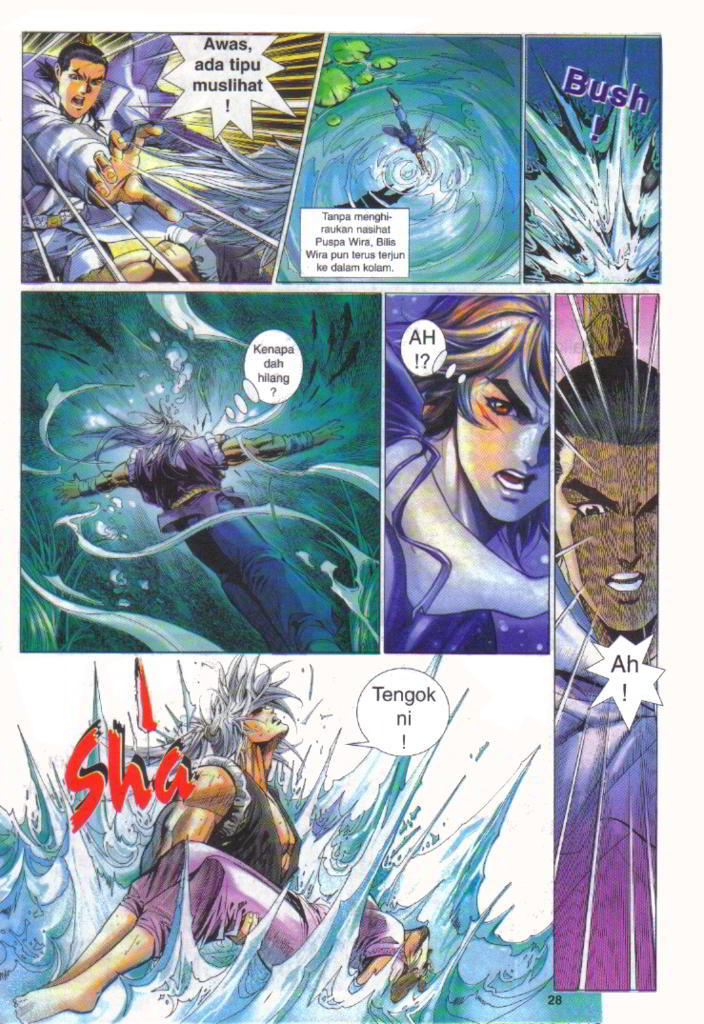 Awas,
ada tipu
muslihat
!
Tanpa menghi-
raukan nasihat
Puspa Wira, Bilis
Wira pun terus terjun
ke dalam kolam.
Bush
!
Kenapa
dah
hilang
?
AH
!?
Ah
!
Sha
!
Tengok
ni
!
28